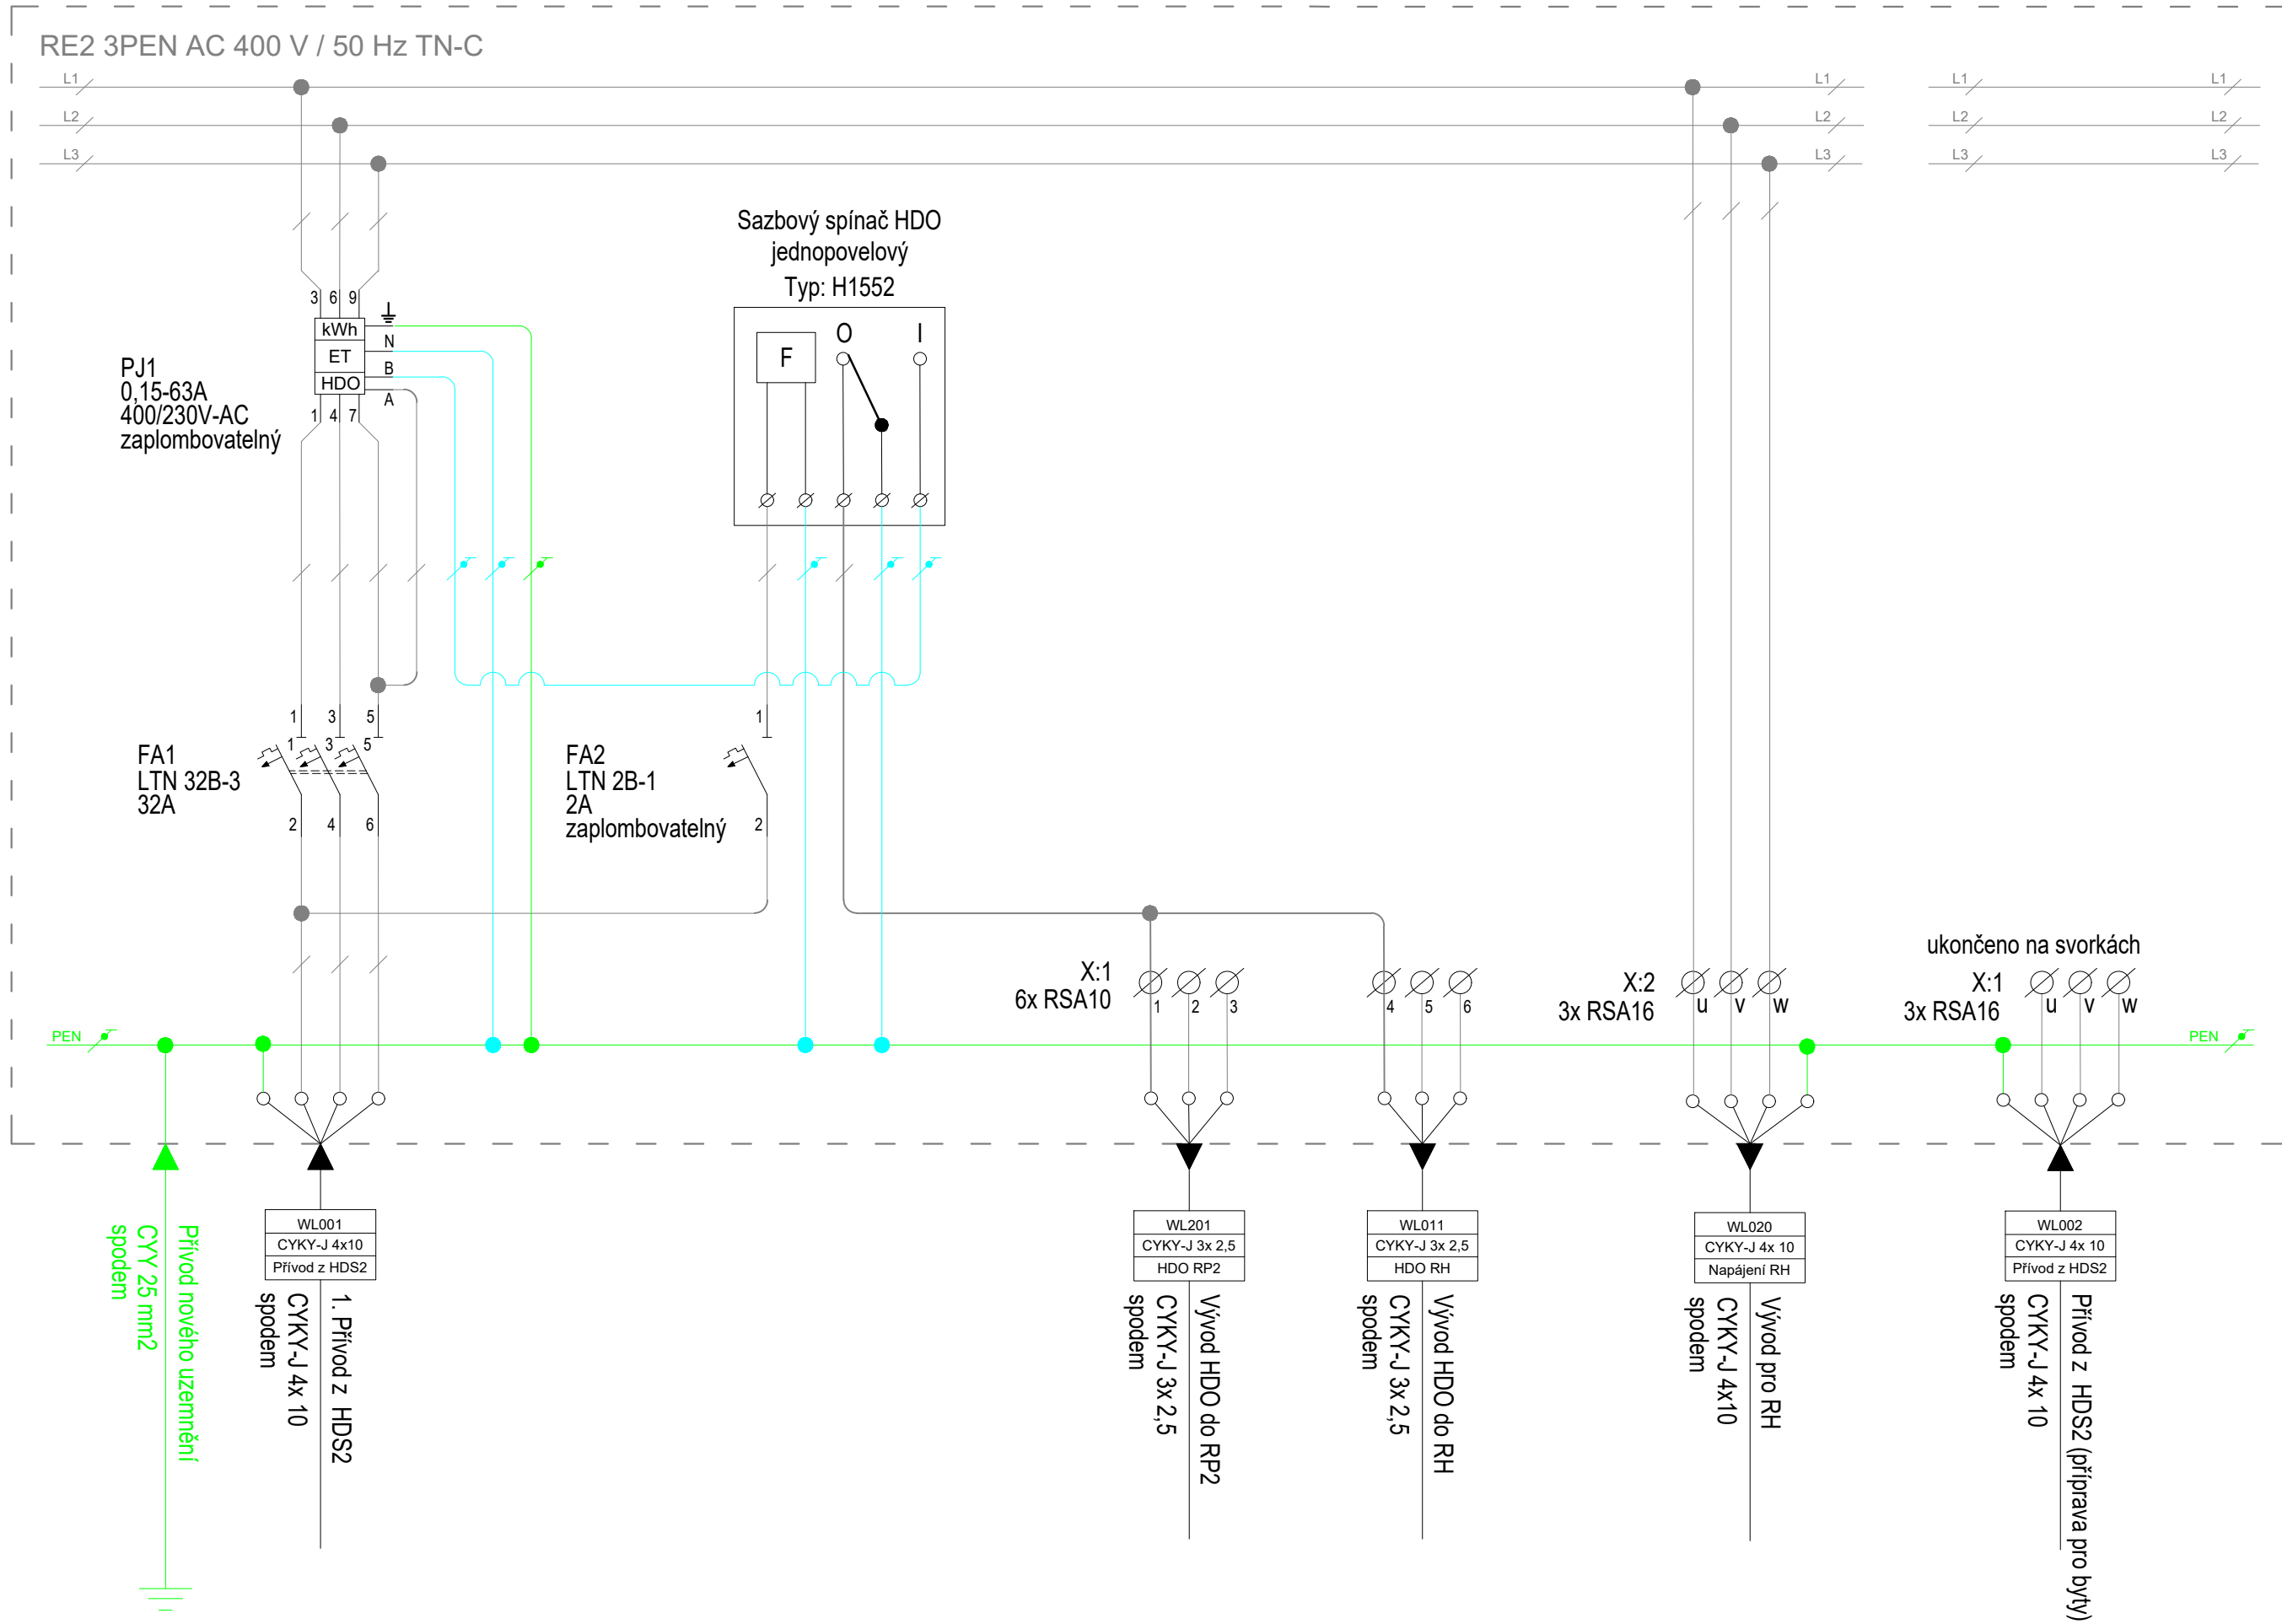 RE2 3PEN AC 400 V / 50 Hz TN-C
L1 L1 L1 L1
L2 L2 L2 L2
L3 L3 L3 L3
Sazbový spínač HDO
jednopovelový
Typ: H1552
3 6 9
kWh
ET
HDO
N
B
A
1 4 7
PJ1
0,15-63A
400/230V-AC
zaplombovatelný
F
O
I
1 3 5
1 3 5
FA1
LTN 32B-3
32A
2 4 6
1
FA2
LTN 2B-1
2A
zaplombovatelný
2
X:1
6x RSA10
1 2 3
4 5 6
X:2
3x RSA16
u v w
ukončeno na svorkách
X:1
3x RSA16
u v w
PEN
PEN
Přívod nového uzemnění
CYY 25 mm2
spodem
WL001
CYKY-J 4x10
Přívod z HDS2
1. Přívod z HDS2
CYKY-J 4x 10
spodem
WL201
CYKY-J 3x 2,5
HDO RP2
Vývod HDO do RP2
CYKY-J 3x 2,5
spodem
WL011
CYKY-J 3x 2,5
HDO RH
Vývod HDO do RH
CYKY-J 3x 2,5
spodem
WL020
CYKY-J 4x 10
Napájení RH
Vývod pro RH
CYKY-J 4x10
spodem
WL002
CYKY-J 4x 10
Přívod z HDS2
Přívod z HDS2 (příprava pro byty)
CYKY-J 4x 10
spodem